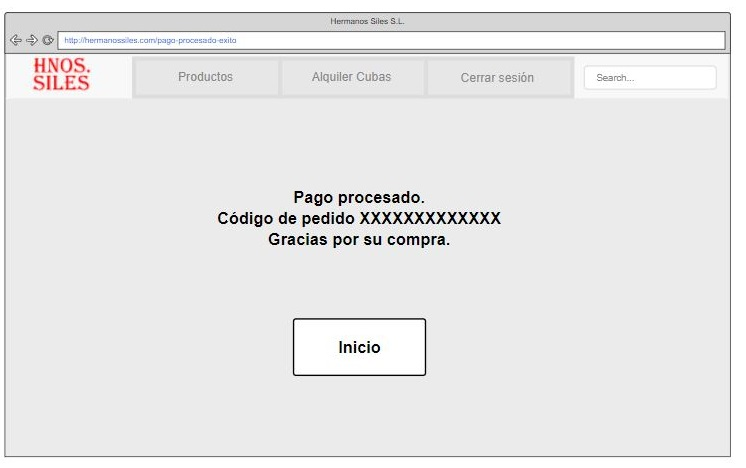 Hermanos Siles S.L.
http://hermanossiles.com/pago-procesado-exito
HNOS.
SILES
Productos
Alquiler Cubas
Cerrar sesión
Search...
Pago procesado.
Código de pedido XXXXXXXXXXXXX
Gracias por su compra.
Inicio